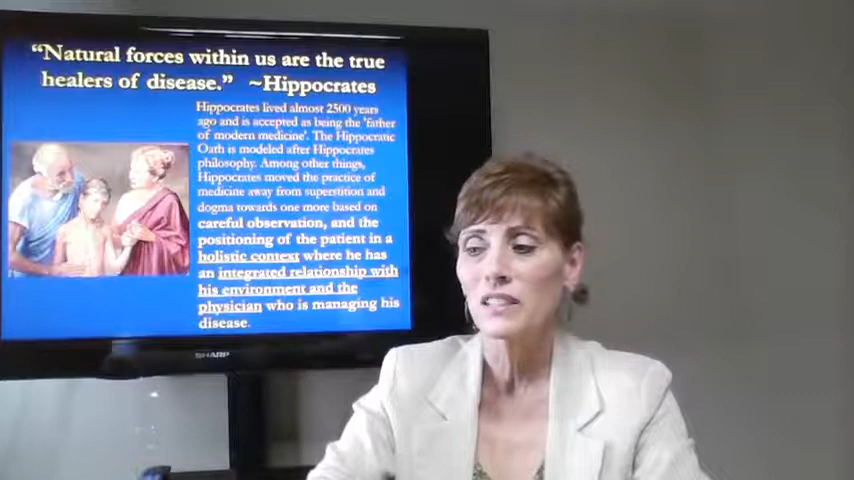 “Natural forces within us are the true
healers of disease.” ~Hippocrates
Hippocrates lived almost 2500 years
ago and is accepted as being the 'father
of modern medicine'. The Hippocratic
Oath is modeled after Hippocrates
philosophy. Among other things,
Hippocrates moved the practice of
medicine away from superstition and
dogma towards one more based on
careful observation, and the
positioning of the patient in a
holistic context where he has
an integrated relationship with
his environment and the
physician who is managing his
disease.
SHARP